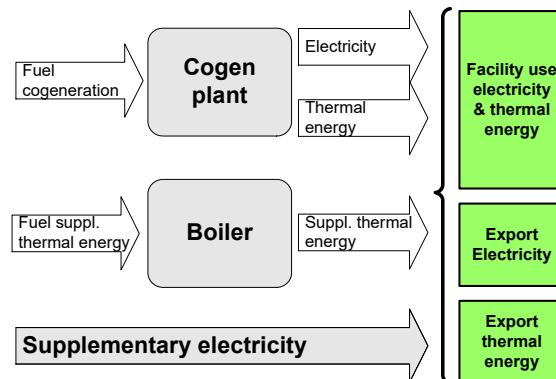 Fuel
cogeneration
Cogen
plant
Electricity
Thermal
energy
Facility use
electricity
& thermal
energy
Fuel suppl.
thermal energy
Boiler
Suppl. thermal
energy
Export
Electricity
Supplementary electricity
Export
thermal
energy